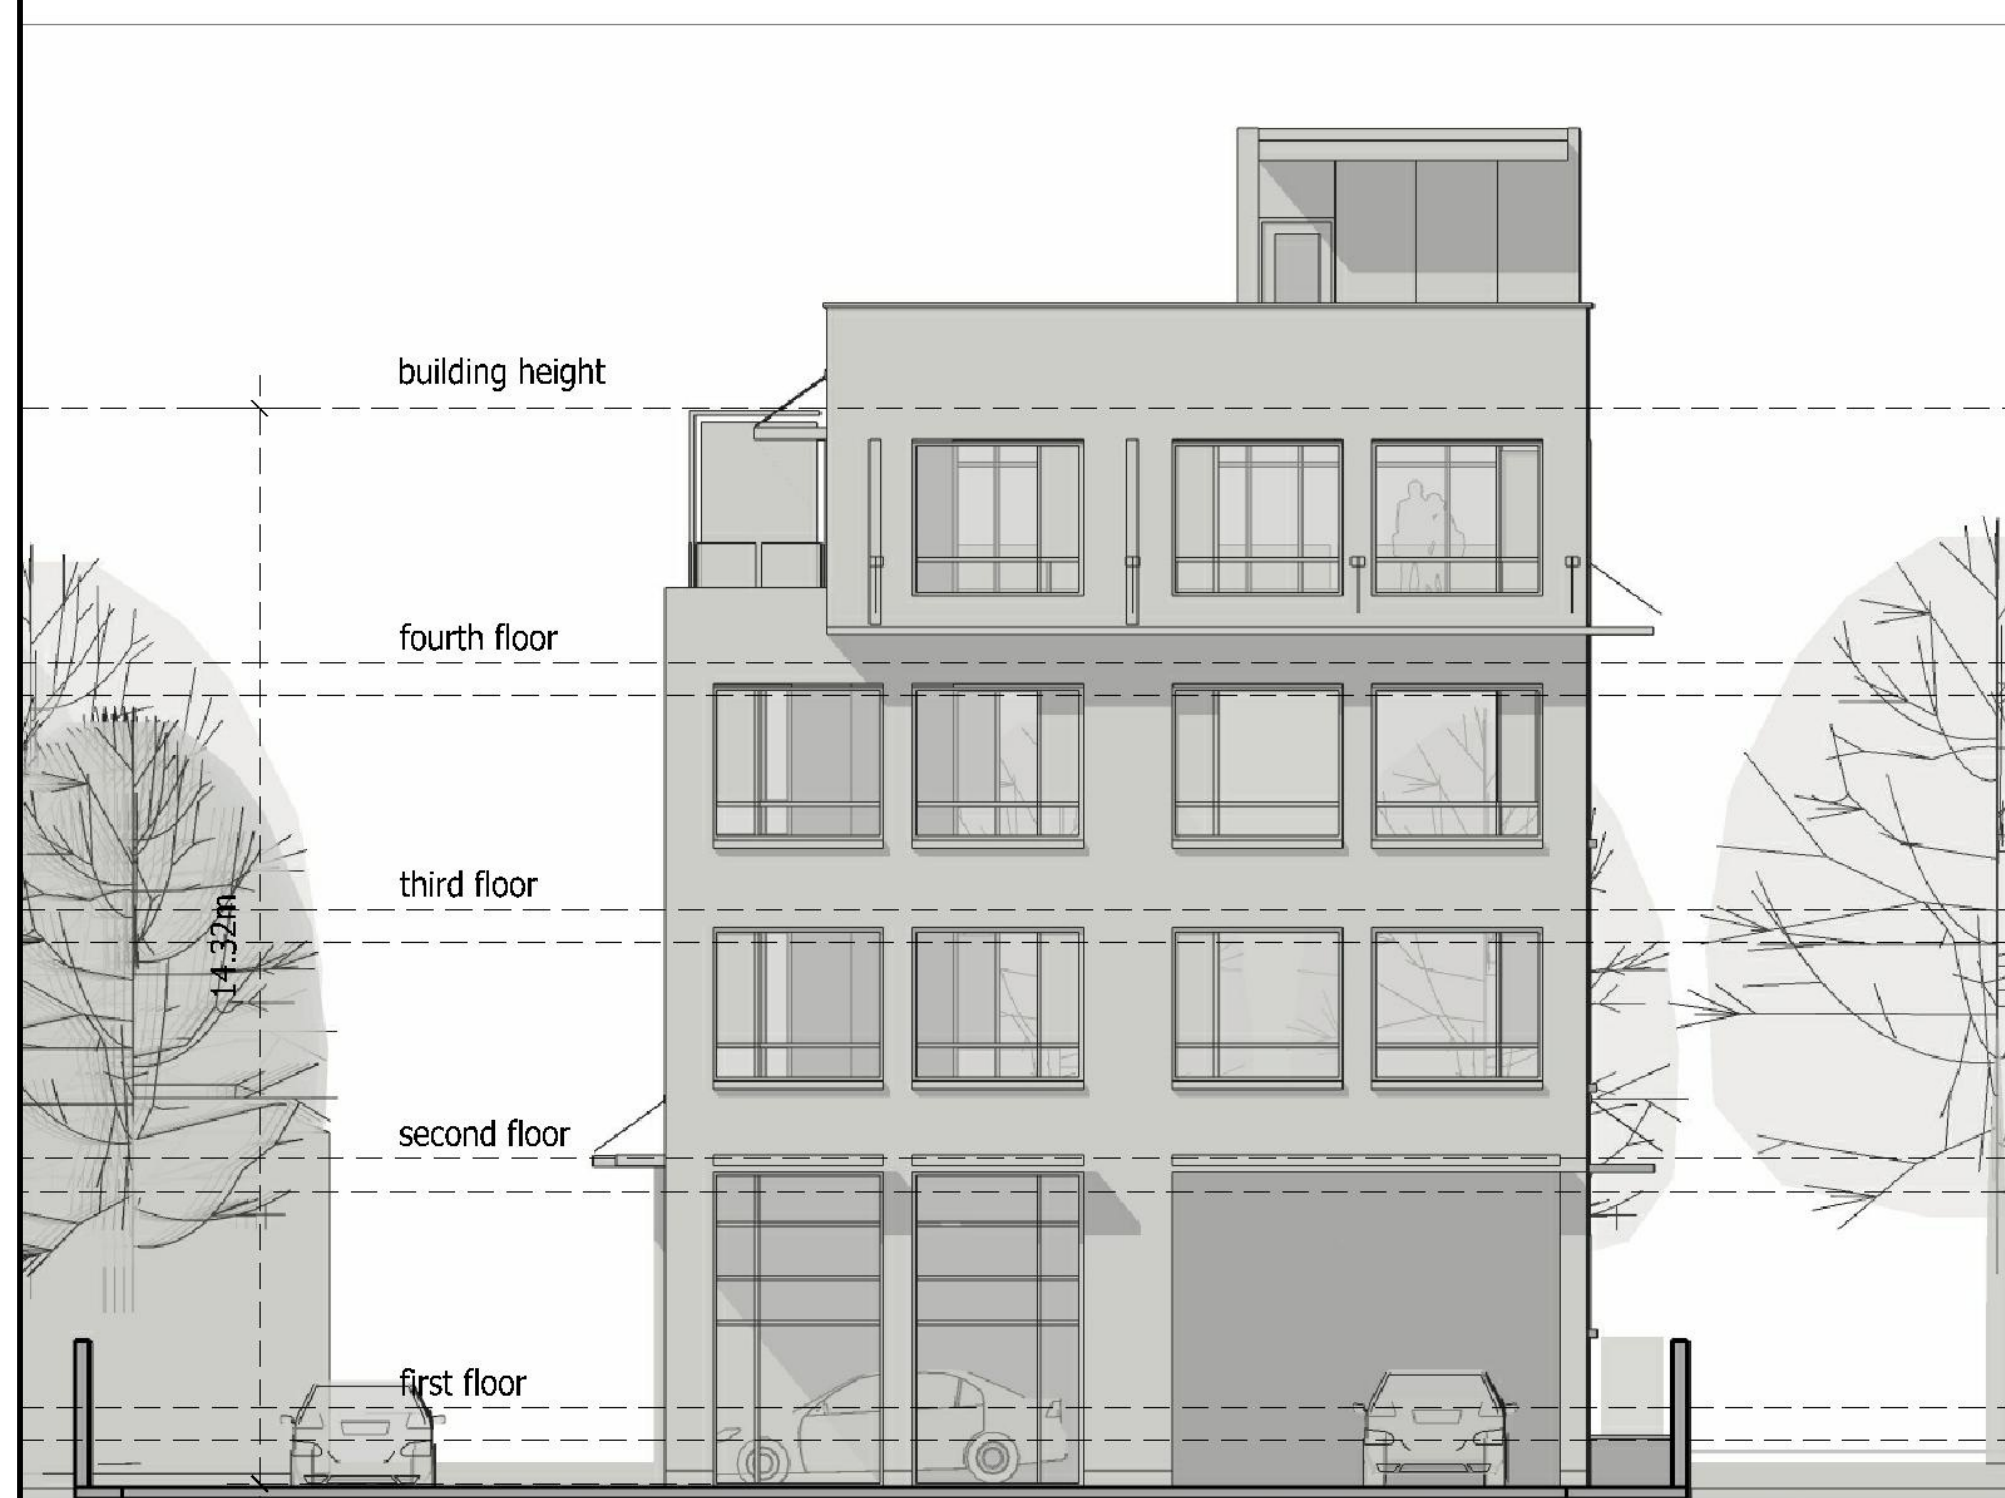 building height
fourth floor
third floor
14.32m
second floor
first floor